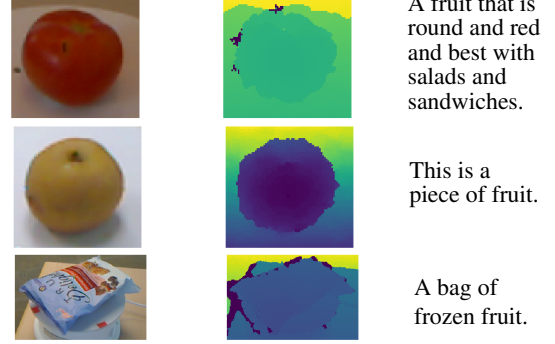 A fruit that is
round and red
and best with
salads and
sandwiches.
This is a
piece of fruit.
A bag of
frozen fruit.